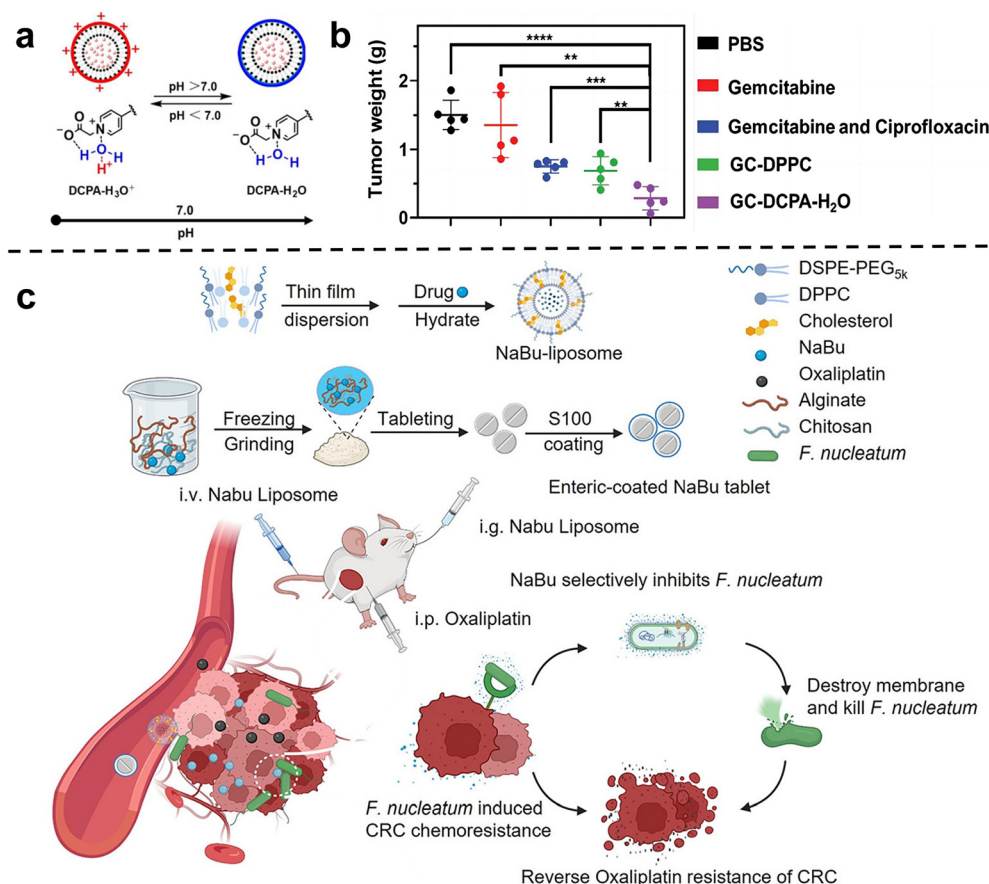 a
pH >7.0
pH < 7.0
DCPA-H₃O⁺
DCPA-H₂O
7.0
pH
b
Tumor weight (g)
2
1
0
****
**
***
**
PBS
Gemcitabine
Gemcitabine and Ciprofloxacin
GC-DPPC
GC-DCPA-H₂O
c
Thin film
dispersion
Drug
Hydrate
NaBu-liposome
DSPE-PEG5k
DPPC
Cholesterol
NaBu
Oxaliplatin
Alginate
Chitosan
F. nucleatum
Freezing
Grinding
Tableting
S100
coating
Enteric-coated NaBu tablet
i.v. Nabu Liposome
i.g. Nabu Liposome
i.p. Oxaliplatin
NaBu selectively inhibits F. nucleatum
Destroy membrane
and kill F. nucleatum
F. nucleatum induced
CRC chemoresistance
Reverse Oxaliplatin resistance of CRC